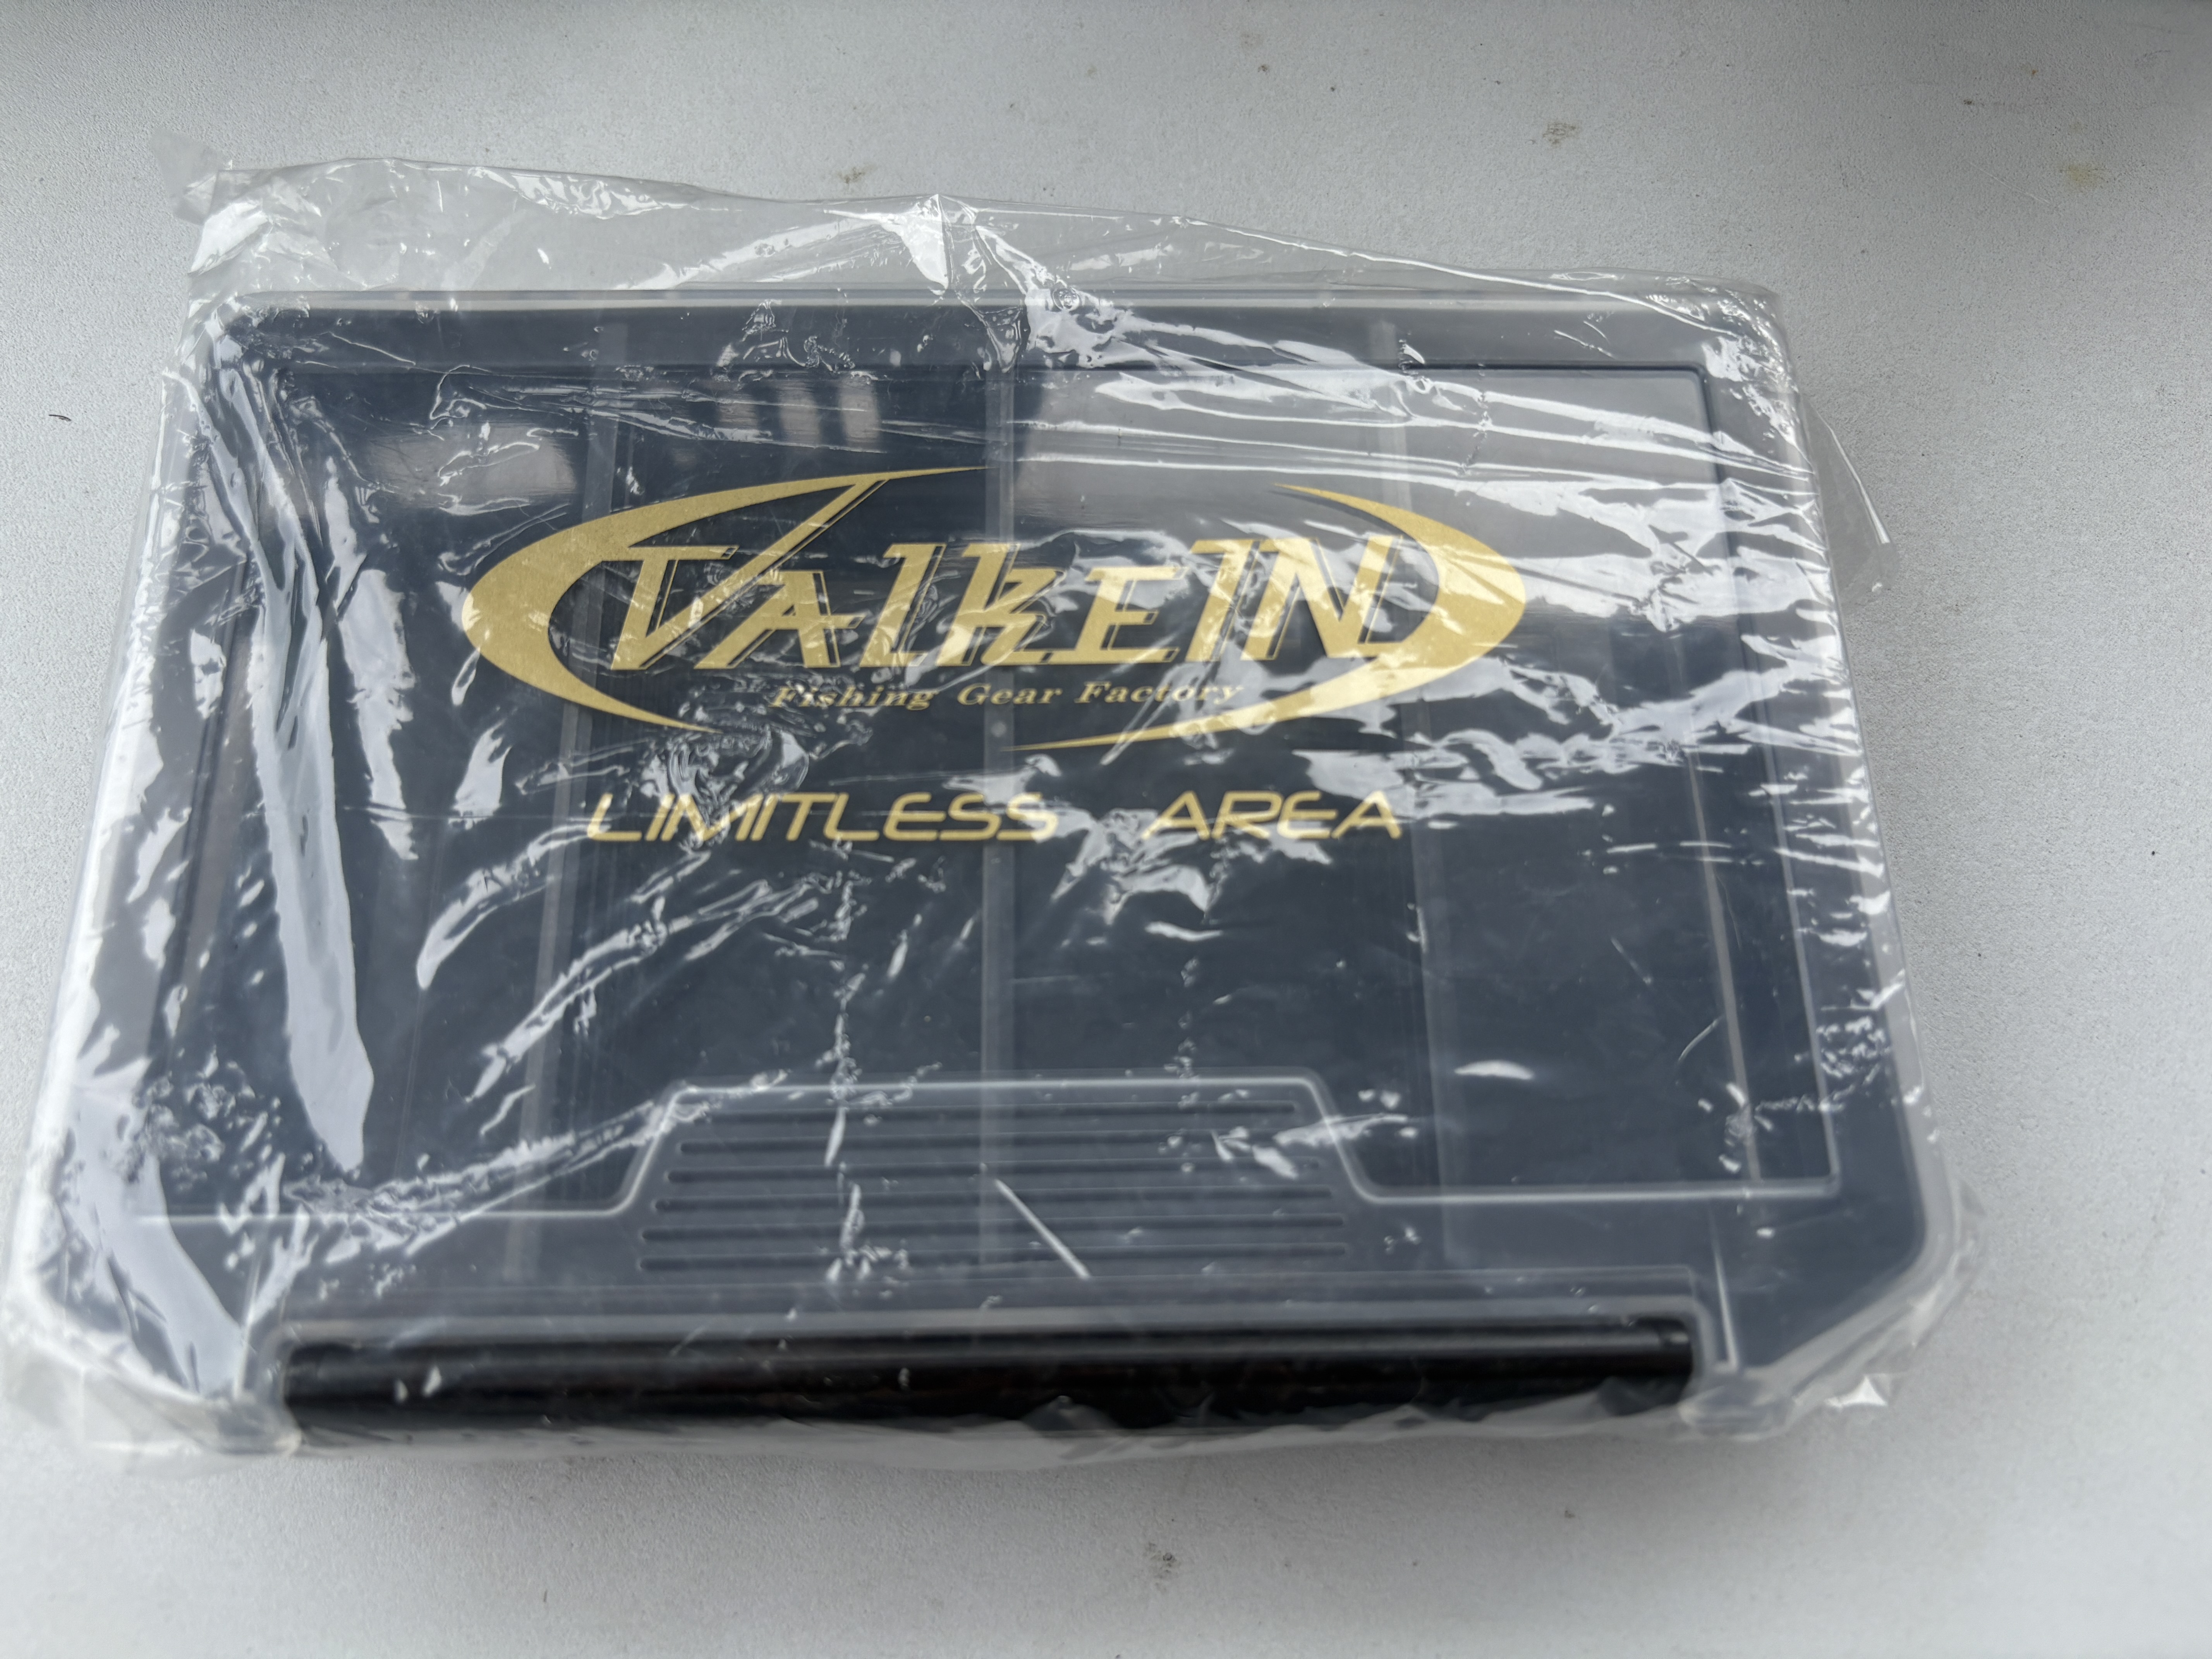 VALKEIN
Fishing Gear Factory
LIMITLESS AREA